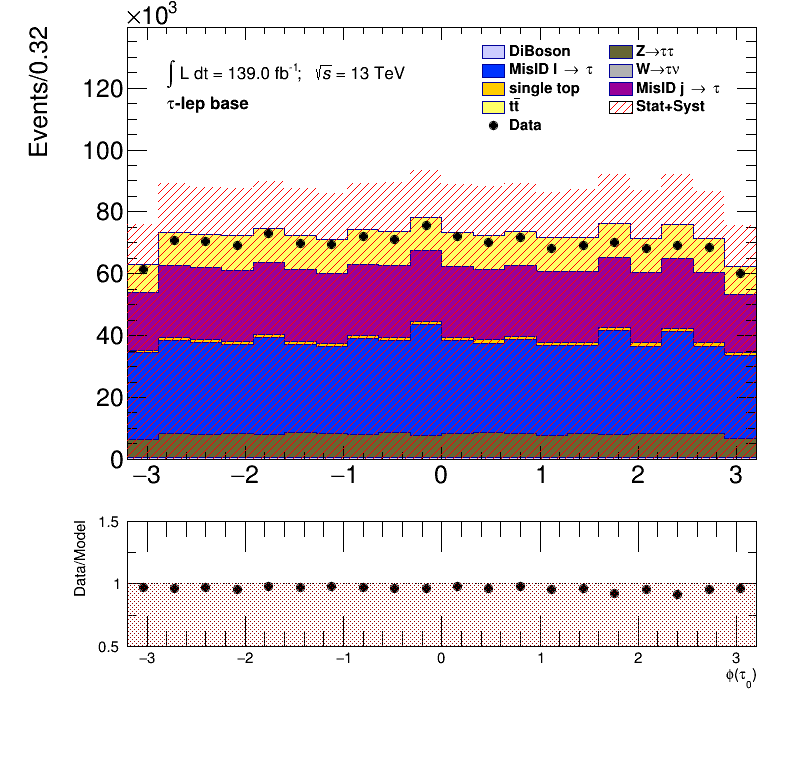 ×10³
Events/0.32
∫ L dt = 139.0 fb⁻¹; √s = 13 TeV
τ-lep base
DiBoson
Z→ττ
MisID l → τ
W→τν
single top
MisID j → τ
tt̄
Stat+Syst
Data
120
100
80
60
40
20
0
−3 −2 −1 0 1 2 3
Data/Model
1.5
1
0.5
−3 −2 −1 0 1 2 3
ϕ(τ₀)